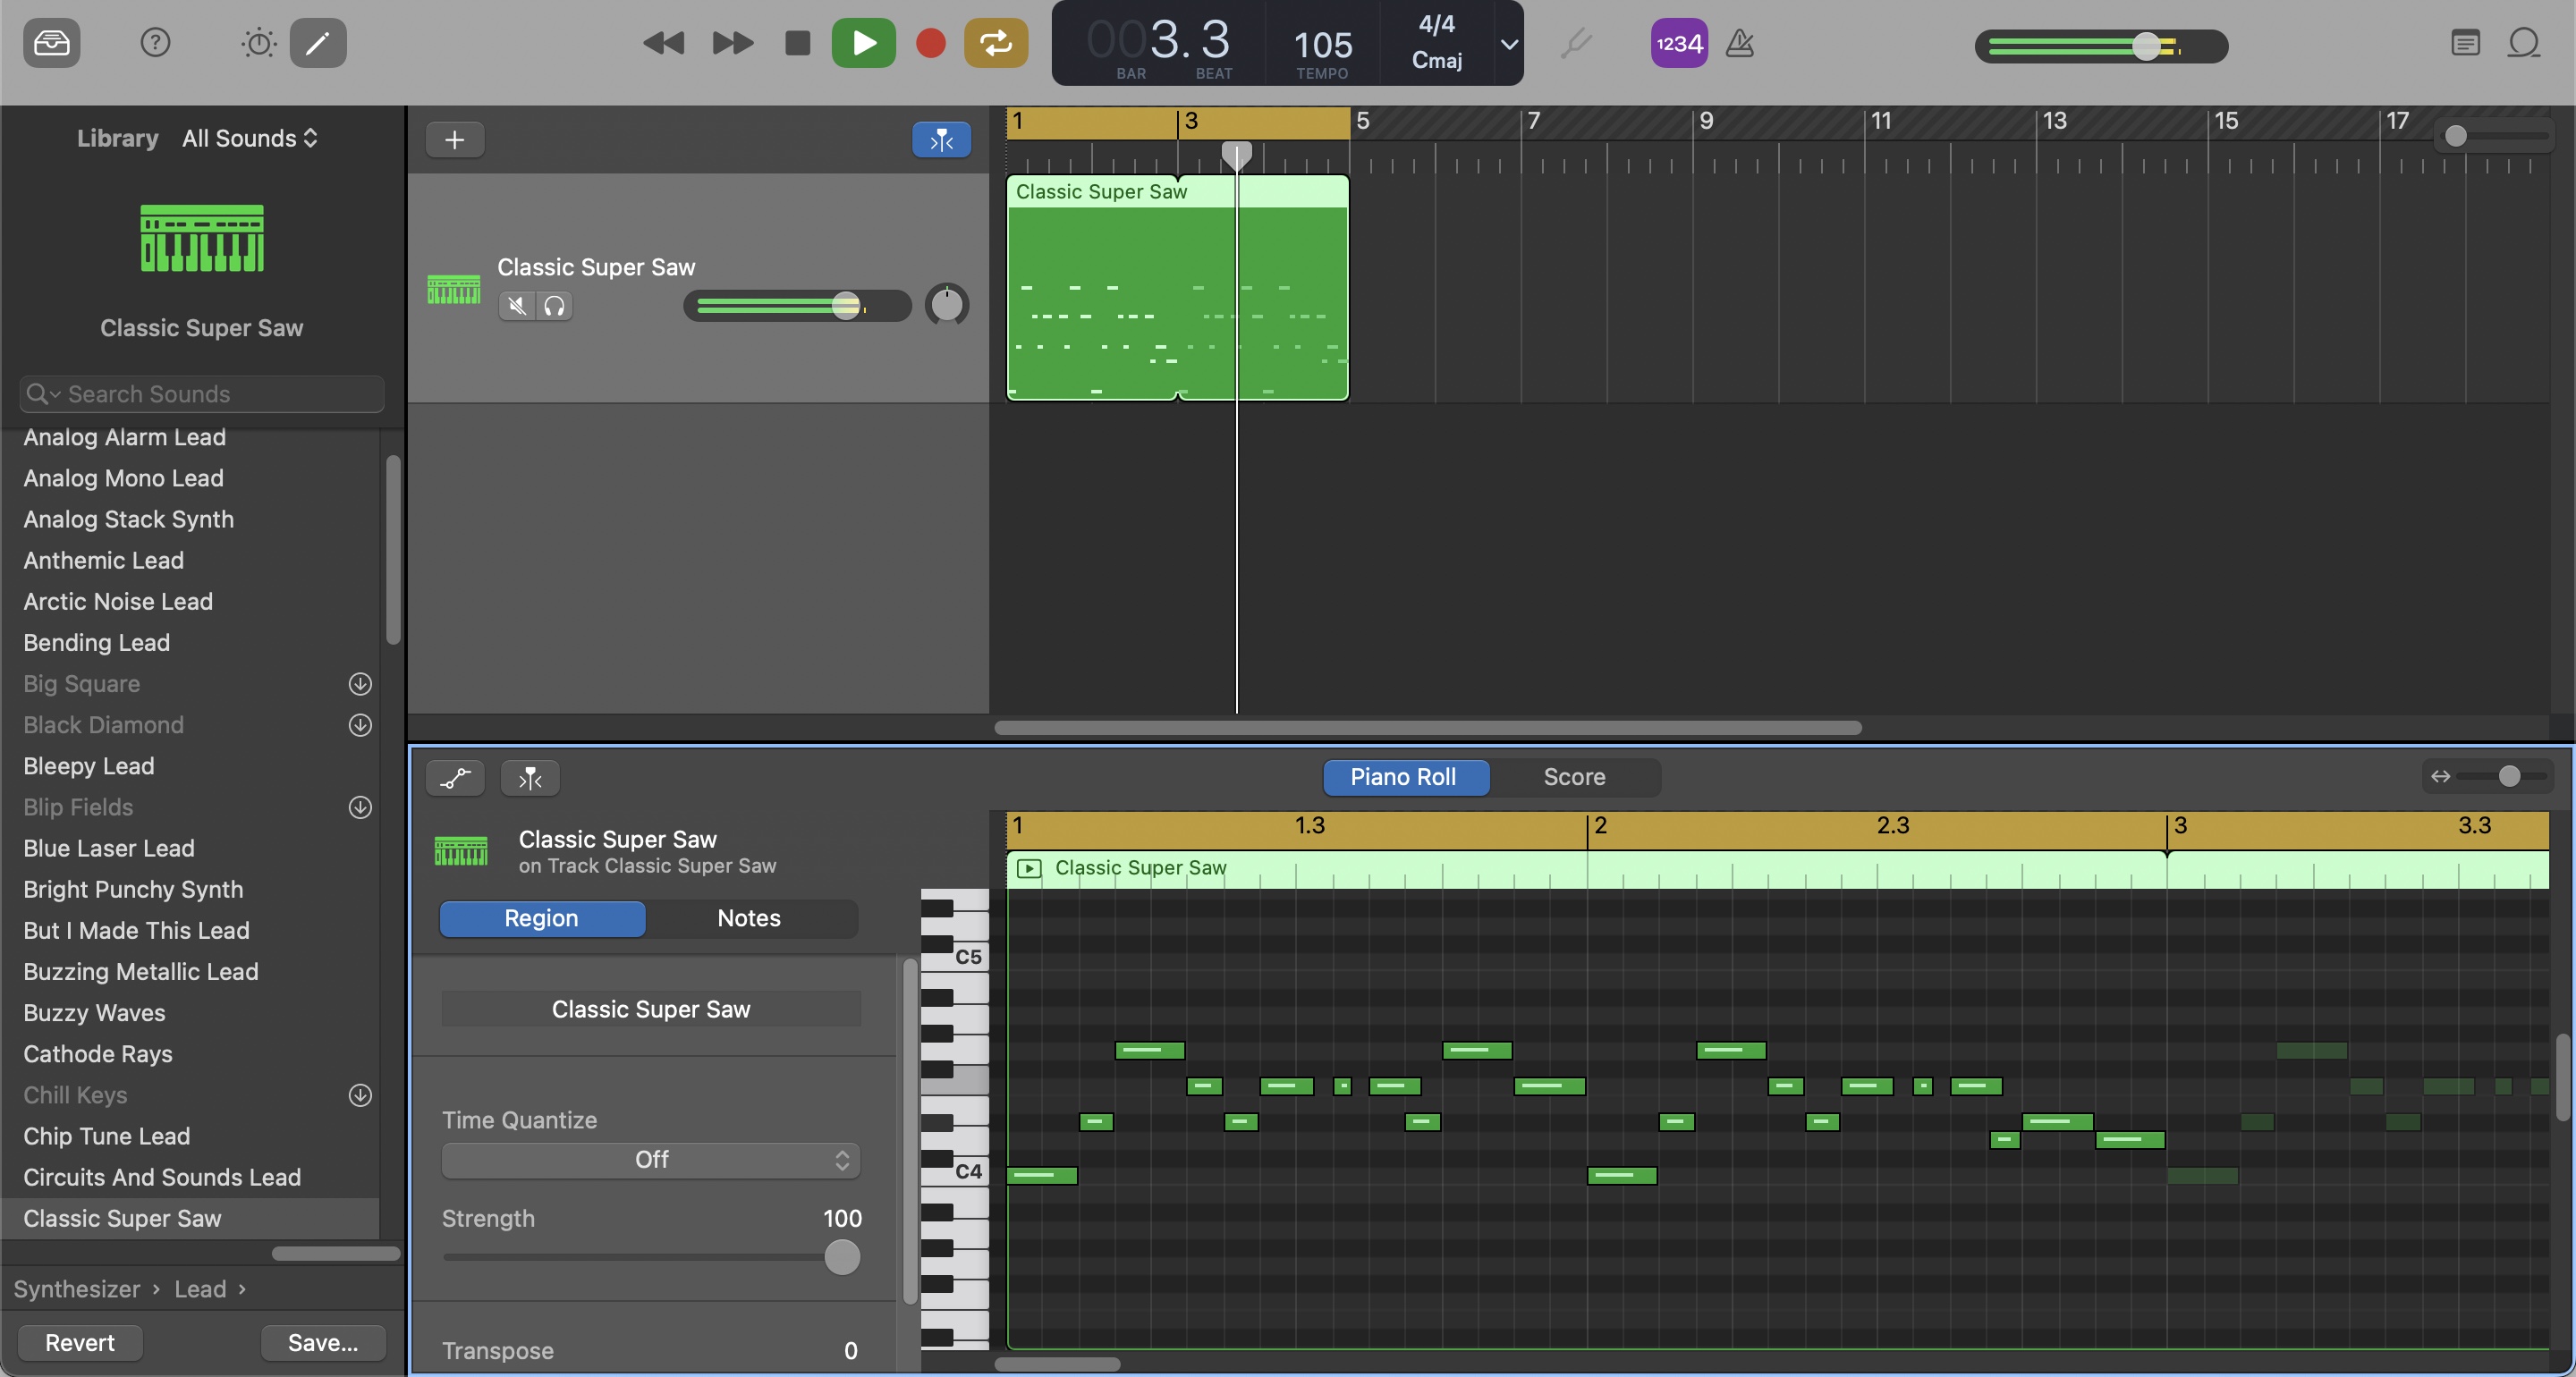 003.3
BAR
BEAT
105
TEMPO
4/4
Cmaj
1234
Library
All Sounds
Classic Super Saw
Search Sounds
Analog Alarm Lead
Analog Mono Lead
Analog Stack Synth
Anthemic Lead
Arctic Noise Lead
Bending Lead
Big Square
Black Diamond
Bleepy Lead
Blip Fields
Blue Laser Lead
Bright Punchy Synth
But I Made This Lead
Buzzing Metallic Lead
Buzzy Waves
Cathode Rays
Chill Keys
Chip Tune Lead
Circuits And Sounds Lead
Classic Super Saw
Synthesizer › Lead ›
Revert
Save...
1 3 5 7 9 11 13 15 17
Classic Super Saw
Classic Super Saw
Piano Roll
Score
Classic Super Saw
on Track Classic Super Saw
Region
Notes
Classic Super Saw
Time Quantize
Off
Strength 100
Transpose 0
1 1.3 2 2.3 3 3.3
Classic Super Saw
C5
C4